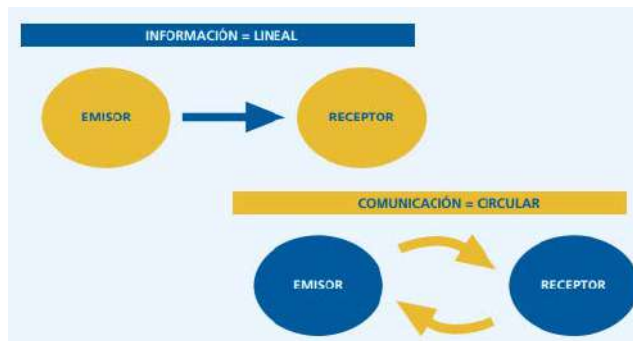 INFORMACIÓN = LINEAL
EMISOR
RECEPTOR
COMUNICACIÓN = CIRCULAR
EMISOR
RECEPTOR